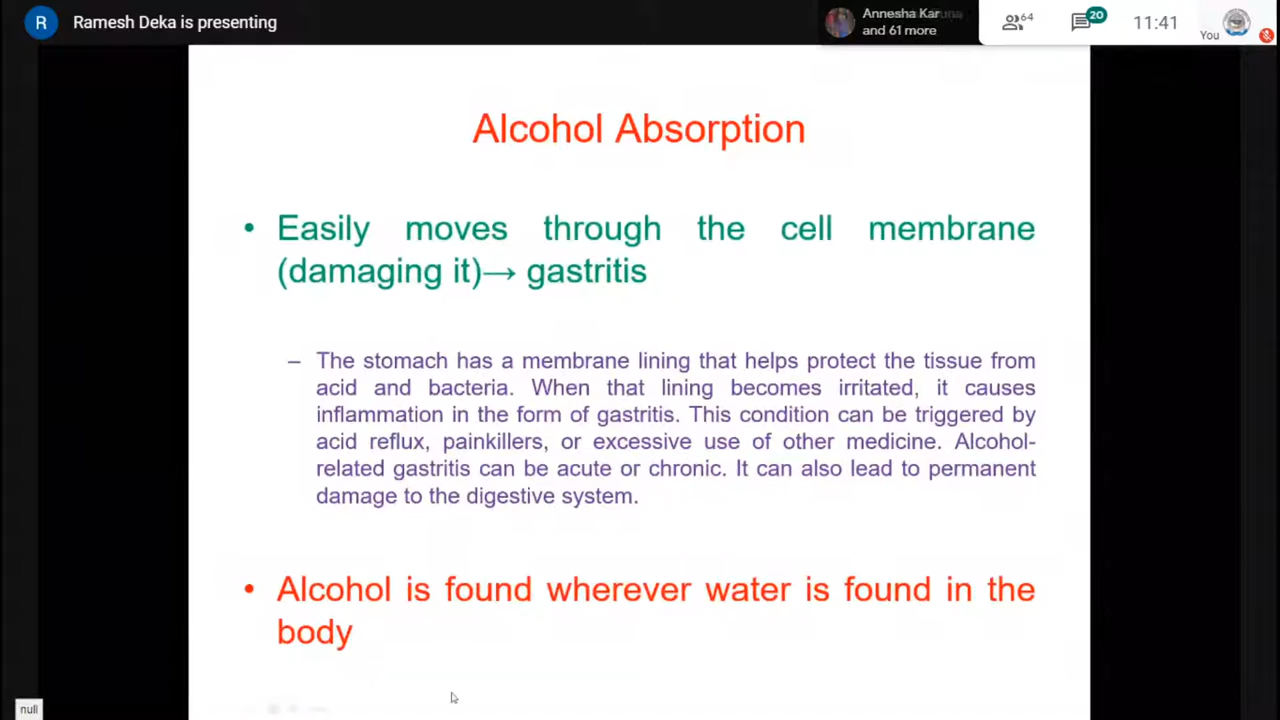 R Ramesh Deka is presenting
Annesha Kar
and 61 more
64
20
11:41
You
Alcohol Absorption
• Easily moves through the cell membrane
(damaging it)→ gastritis
– The stomach has a membrane lining that helps protect the tissue from
acid and bacteria. When that lining becomes irritated, it causes
inflammation in the form of gastritis. This condition can be triggered by
acid reflux, painkillers, or excessive use of other medicine. Alcohol-
related gastritis can be acute or chronic. It can also lead to permanent
damage to the digestive system.
• Alcohol is found wherever water is found in the
body
null